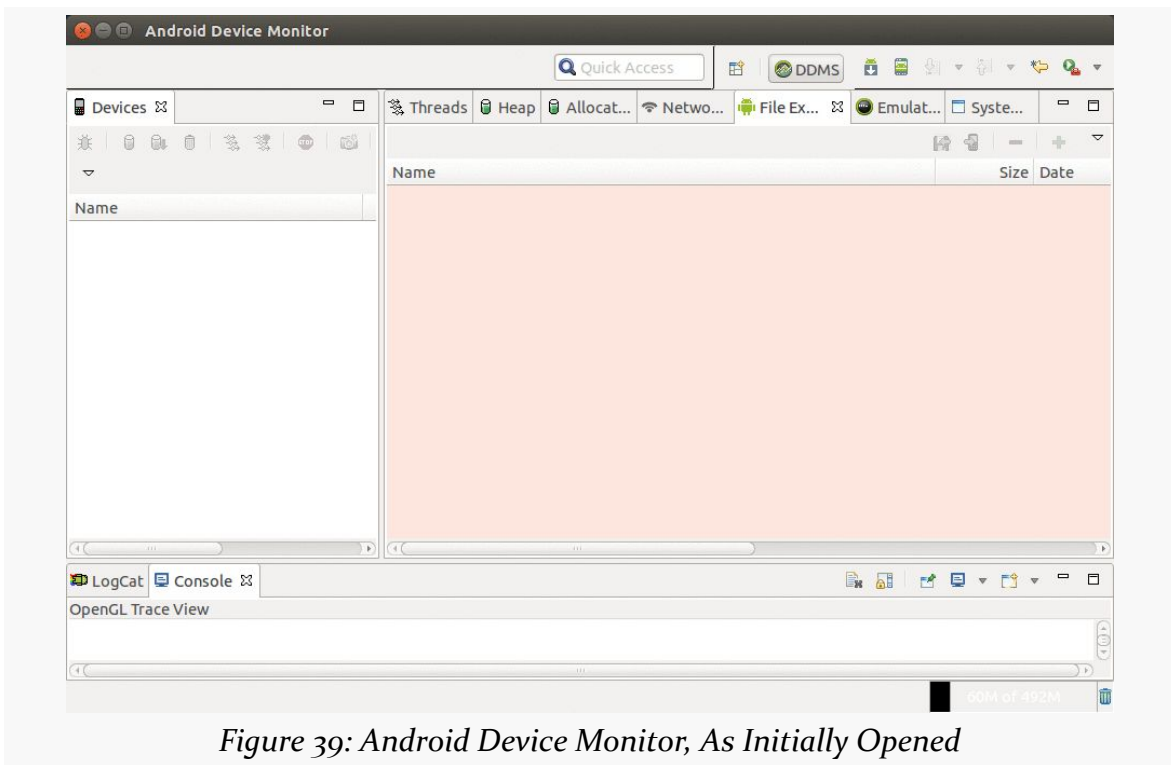 Android Device Monitor
Quick Access
DDMS
Devices
Threads
Heap
Allocat...
Netwo...
File Ex...
Emulat...
Syste...
Name
Size
Date
Name
LogCat
Console
OpenGL Trace View
60M of 492M
Figure 39: Android Device Monitor, As Initially Opened